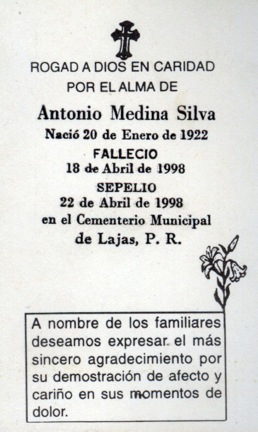 ROGAD A DIOS EN CARIDAD
POR EL ALMA DE
Antonio Medina Silva
Nació 20 de Enero de 1922
FALLECIO
18 de Abril de 1998
SEPELIO
22 de Abril de 1998
en el Cementerio Municipal
de Lajas, P. R.
A nombre de los familiares
deseamos expresar el más
sincero agradecimiento por
su demostración de afecto y
cariño en sus momentos de
dolor.